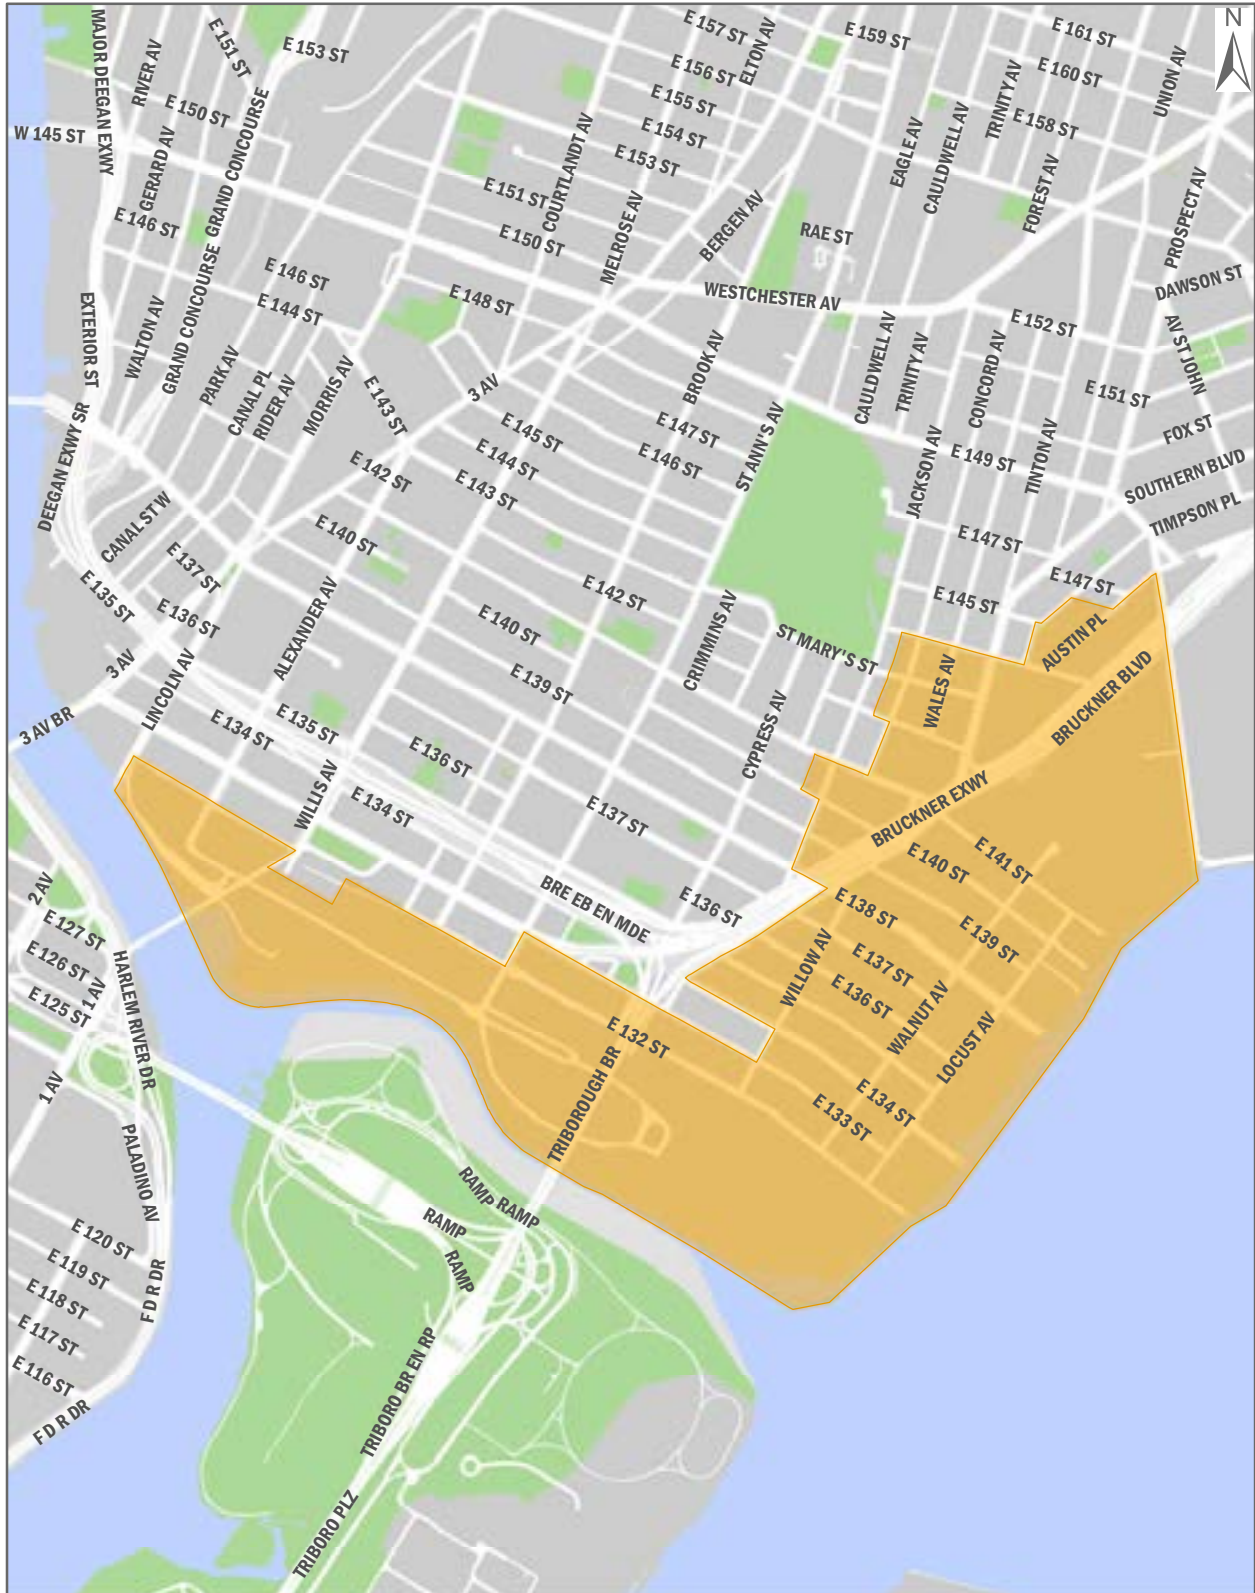 N
MAJOR DEEGAN EXWY
RIVER AV
E 151 ST
E 153 ST
E 157 ST
ELTON AV
E 159 ST
E 161 ST
E 156 ST
E 160 ST
UNION AV
E 155 ST
TRINITY AV
E 150 ST
W 145 ST
E 154 ST
E 158 ST
GERARD AV
GRAND CONCOURSE
COURTLANDT AV
E 153 ST
EAGLE AV
CAULDWELL AV
FOREST AV
PROSPECT AV
E 151 ST
E 146 ST
MELROSE AV
BERGEN AV
RAE ST
E 150 ST
E 146 ST
E 144 ST
E 148 ST
WESTCHESTER AV
DAWSON ST
EXTERIOR ST
WALTON AV
GRAND CONCOURSE
E 152 ST
AV ST JOHN
PARK AV
CANAL PL
RIDER AV
MORRIS AV
E 143 ST
3 AV
BROOK AV
CAULDWELL AV
TRINITY AV
CONCORD AV
E 151 ST
DEEGAN EXWY SR
E 145 ST
E 147 ST
FOX ST
E 144 ST
E 146 ST
ST ANN'S AV
E 149 ST
TINTON AV
JACKSON AV
SOUTHERN BLVD
E 142 ST
E 143 ST
TIMPSON PL
CANAL ST W
E 140 ST
E 147 ST
E 137 ST
E 135 ST
E 147 ST
E 142 ST
E 145 ST
E 136 ST
ALEXANDER AV
E 140 ST
CRIMMINS AV
ST MARY'S ST
AUSTIN PL
3 AV
LINCOLN AV
E 139 ST
WALES AV
BRUCKNER BLVD
3 AV BR
E 134 ST
E 135 ST
E 136 ST
CYPRESS AV
WILLIS AV
E 134 ST
E 137 ST
BRUCKNER EXWY
E 140 ST
E 141 ST
2 AV
BRE EB EN MDE
E 136 ST
E 138 ST
E 139 ST
E 127 ST
E 126 ST
E 125 ST
1 AV
HARLEM RIVER DR
WILLOW AV
E 137 ST
E 136 ST
WALNUT AV
LOCUST AV
E 132 ST
1 AV
TRIBOROUGH BR
E 134 ST
E 133 ST
PALADINO AV
RAMP
RAMP
RAMP
RAMP
E 120 ST
E 119 ST
E 118 ST
E 117 ST
E 116 ST
F D R DR
F D R DR
TRIBORO BR EN RP
TRIBORO PLZ